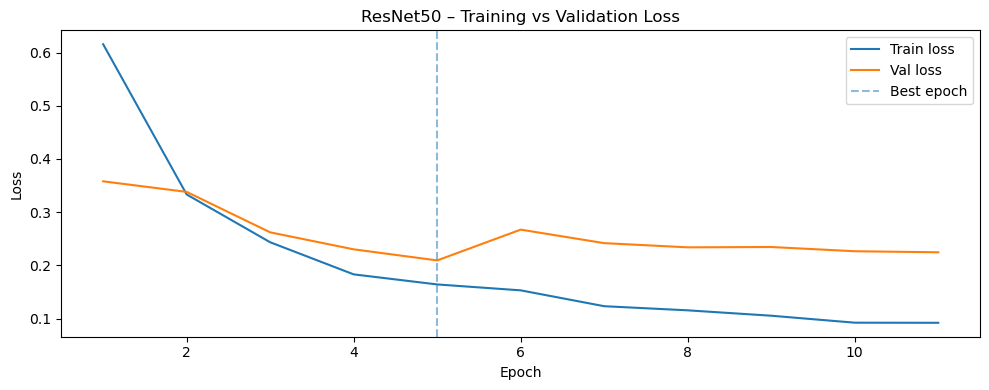 ResNet50 – Training vs Validation Loss
Train loss
Val loss
Best epoch
Loss
0.6
0.5
0.4
0.3
0.2
0.1
2
4
6
8
10
Epoch